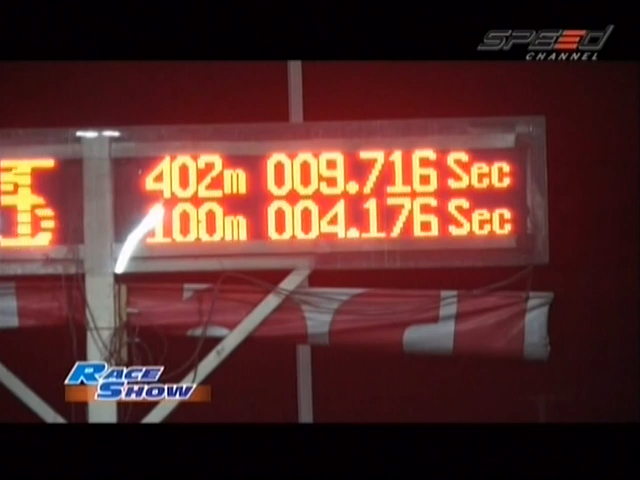 SPEED
CHANNEL
402m 009.716 Sec
100m 004.176 Sec
RACE
SHOW